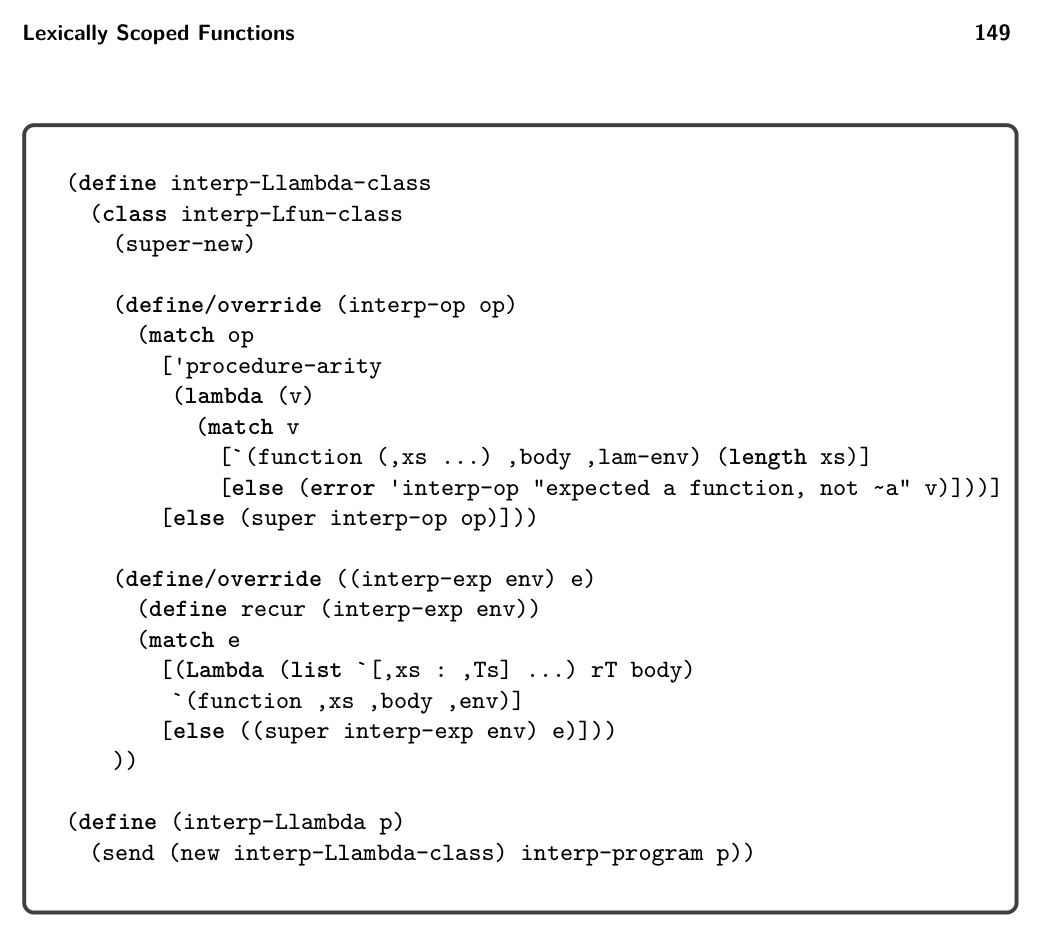 Lexically Scoped Functions 149
(define interp-Llambda-class
  (class interp-Lfun-class
    (super-new)

    (define/override (interp-op op)
      (match op
        ['procedure-arity
         (lambda (v)
           (match v
             [`(function (,xs ...) ,body ,lam-env) (length xs)]
             [else (error 'interp-op "expected a function, not ~a" v)]))]
        [else (super interp-op op)]))

    (define/override ((interp-exp env) e)
      (define recur (interp-exp env))
      (match e
        [(Lambda (list `[,xs : ,Ts] ...) rT body)
         `(function ,xs ,body ,env)]
        [else ((super interp-exp env) e)]))
    ))

(define (interp-Llambda p)
  (send (new interp-Llambda-class) interp-program p))